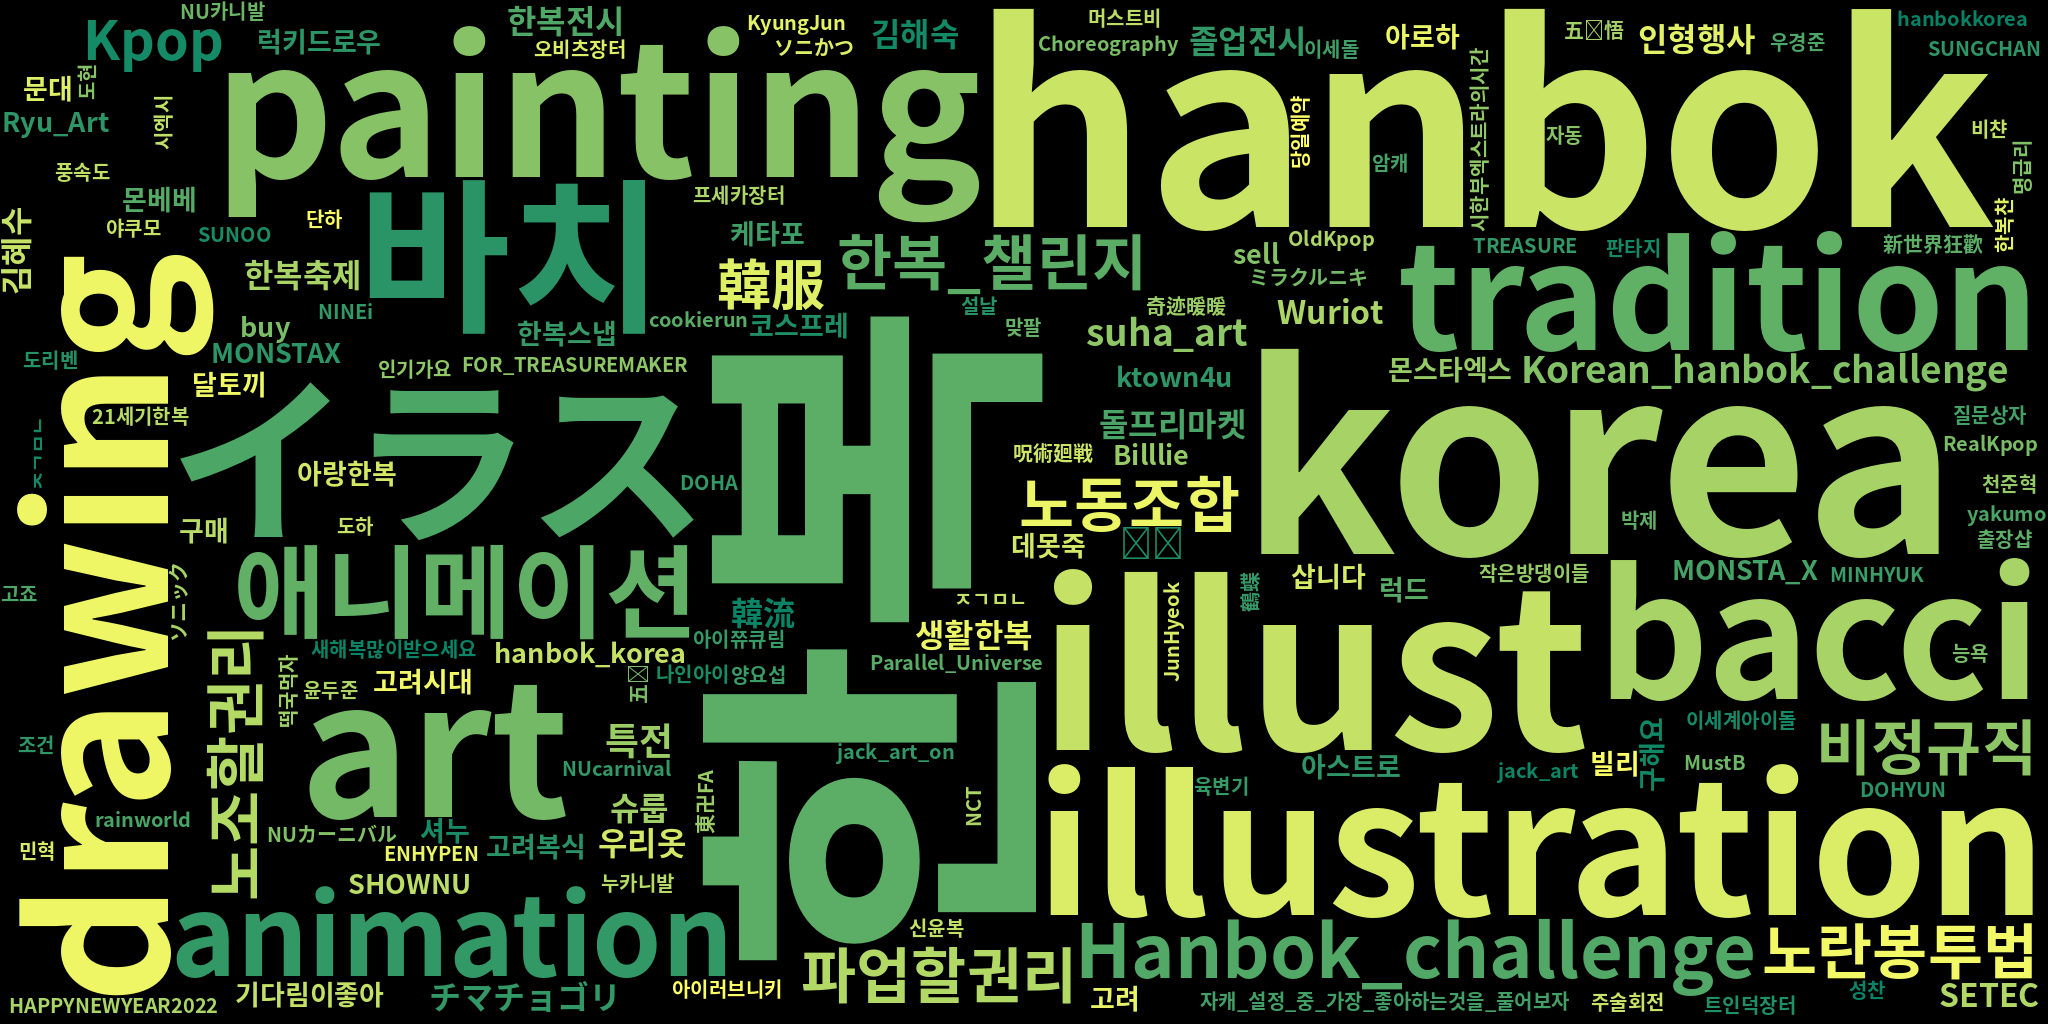 NU카니발
한복전시
KyungJun
머스트비
hanbokkorea
Kpop
럭키드로우
오비츠장터
ソニかつ
김해숙
Choreography
졸업전시
이세돌
아로하
五 悟
인형행사
우경준
SUNGCHAN
문대
도현
painting
hanbok
Ryu_Art
시엑시
당일예약
암캐
시한부엑스트라의시간
자동
비챤
명급리
풍속도
몬베베
바치
프세카장터
한복찬
김혜수
야쿠모
SUNOO
단하
케타포
한복_챌린지
sell
OldKpop
TREASURE
판타지
新世界狂歡
한복축제
韓服
ミラクルニキ
tradition
NINEi
한복스냅
cookierun
코스프레
설날
맞팔
奇迹暖暖
Wuriot
buy
suha_art
도리벤
MONSTAX
인기가요
FOR_TREASUREMAKER
ktown4u
몬스타엑스
Korean_hanbok_challenge
달토끼
21세기한복
イラスト
페
돌프리마켓
korea
질문상자
RealKpop
ㅈㄱㅁㄴ
아랑한복
DOHA
呪術廻戦
Billlie
천준혁
drawing
구매
도하
노동조합
박제
yakumo
데못죽
출장샵
애니메이션
고죠
ソニック
삽니다
럭드
작은방댕이들
MONSTA_X
MINHYUK
韓流
ㅈㄱㅁㄴ
鶴蝶
JunHyeok
illust
bacci
노조할권리
새해복많이받으세요
hanbok_korea
아이쮸큐림
생활한복
Parallel_Universe
능욕
떡국먹자
윤두준
고려시대
五
나인아이
양요섭
한
art
특전
이세계아이돌
비정규직
조건
NUcarnival
jack_art_on
아스트로
jack_art
빌리
구해여
MustB
rainworld
슈룹
東卍FA
NCT
육변기
DOHYUN
NUカーニバル
셔누
illustration
민혁
ENHYPEN
고려복식
우리옷
SHOWNU
누카니발
animation
신윤복
Hanbok_challenge
노란봉투법
파업할권리
HAPPYNEWYEAR2022
기다림이좋아
チマチョゴリ
아이러브니키
고려
자캐_설정_중_가장_좋아하는것을_풀어보자
주술회전
트인덕장터
성찬
SETEC